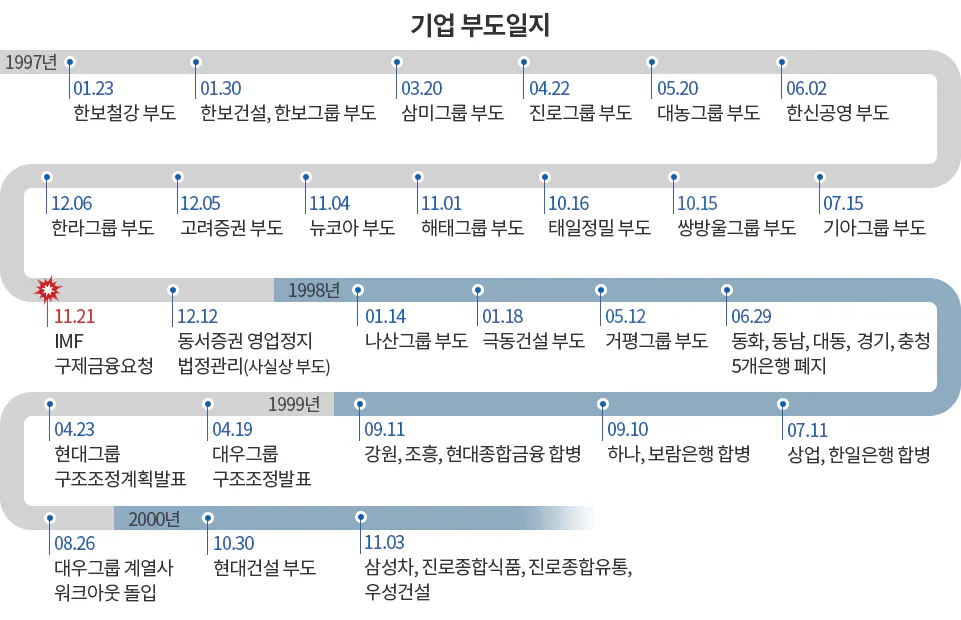 기업 부도일지
1997년
01.23
한보철강 부도
01.30
한보건설, 한보그룹 부도
03.20
삼미그룹 부도
04.22
진로그룹 부도
05.20
대농그룹 부도
06.02
한신공영 부도
07.15
기아그룹 부도
10.15
쌍방울그룹 부도
10.16
태일정밀 부도
11.01
해태그룹 부도
11.04
뉴코아 부도
12.05
고려증권 부도
12.06
한라그룹 부도
11.21
IMF
구제금융요청
12.12
동서증권 영업정지
법정관리(사실상 부도)
1998년
01.14
나산그룹 부도
01.18
극동건설 부도
05.12
거평그룹 부도
06.29
동화, 동남, 대동, 경기, 충청
5개은행 폐지
07.11
상업, 한일은행 합병
09.10
하나, 보람은행 합병
09.11
강원, 조흥, 현대종합금융 합병
1999년
04.19
대우그룹
구조조정발표
04.23
현대그룹
구조조정계획발표
08.26
대우그룹 계열사
워크아웃 돌입
2000년
10.30
현대건설 부도
11.03
삼성차, 진로종합식품, 진로종합유통,
우성건설